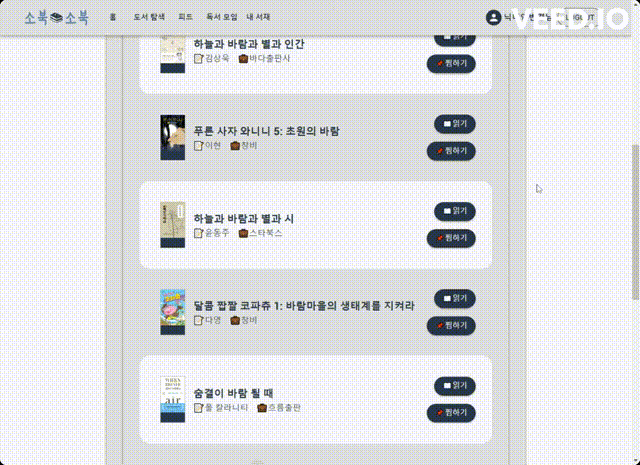 소북 소북 홈 도서 탐색 피드 독서 모임 내 서재
VEED.IO
하늘과 바람과 별과 인간
김상욱 바다출판사
읽기
찜하기
푸른 사자 와니니 5: 초원의 바람
이현 창비
읽기
찜하기
하늘과 바람과 별과 시
윤동주 스타북스
읽기
찜하기
달콤 짭짤 코파츄 1: 바람마을의 생태계를 지켜라
다영 창비
읽기
찜하기
숨결이 바람 될 때
폴 칼라니티 흐름출판
읽기
찜하기
air